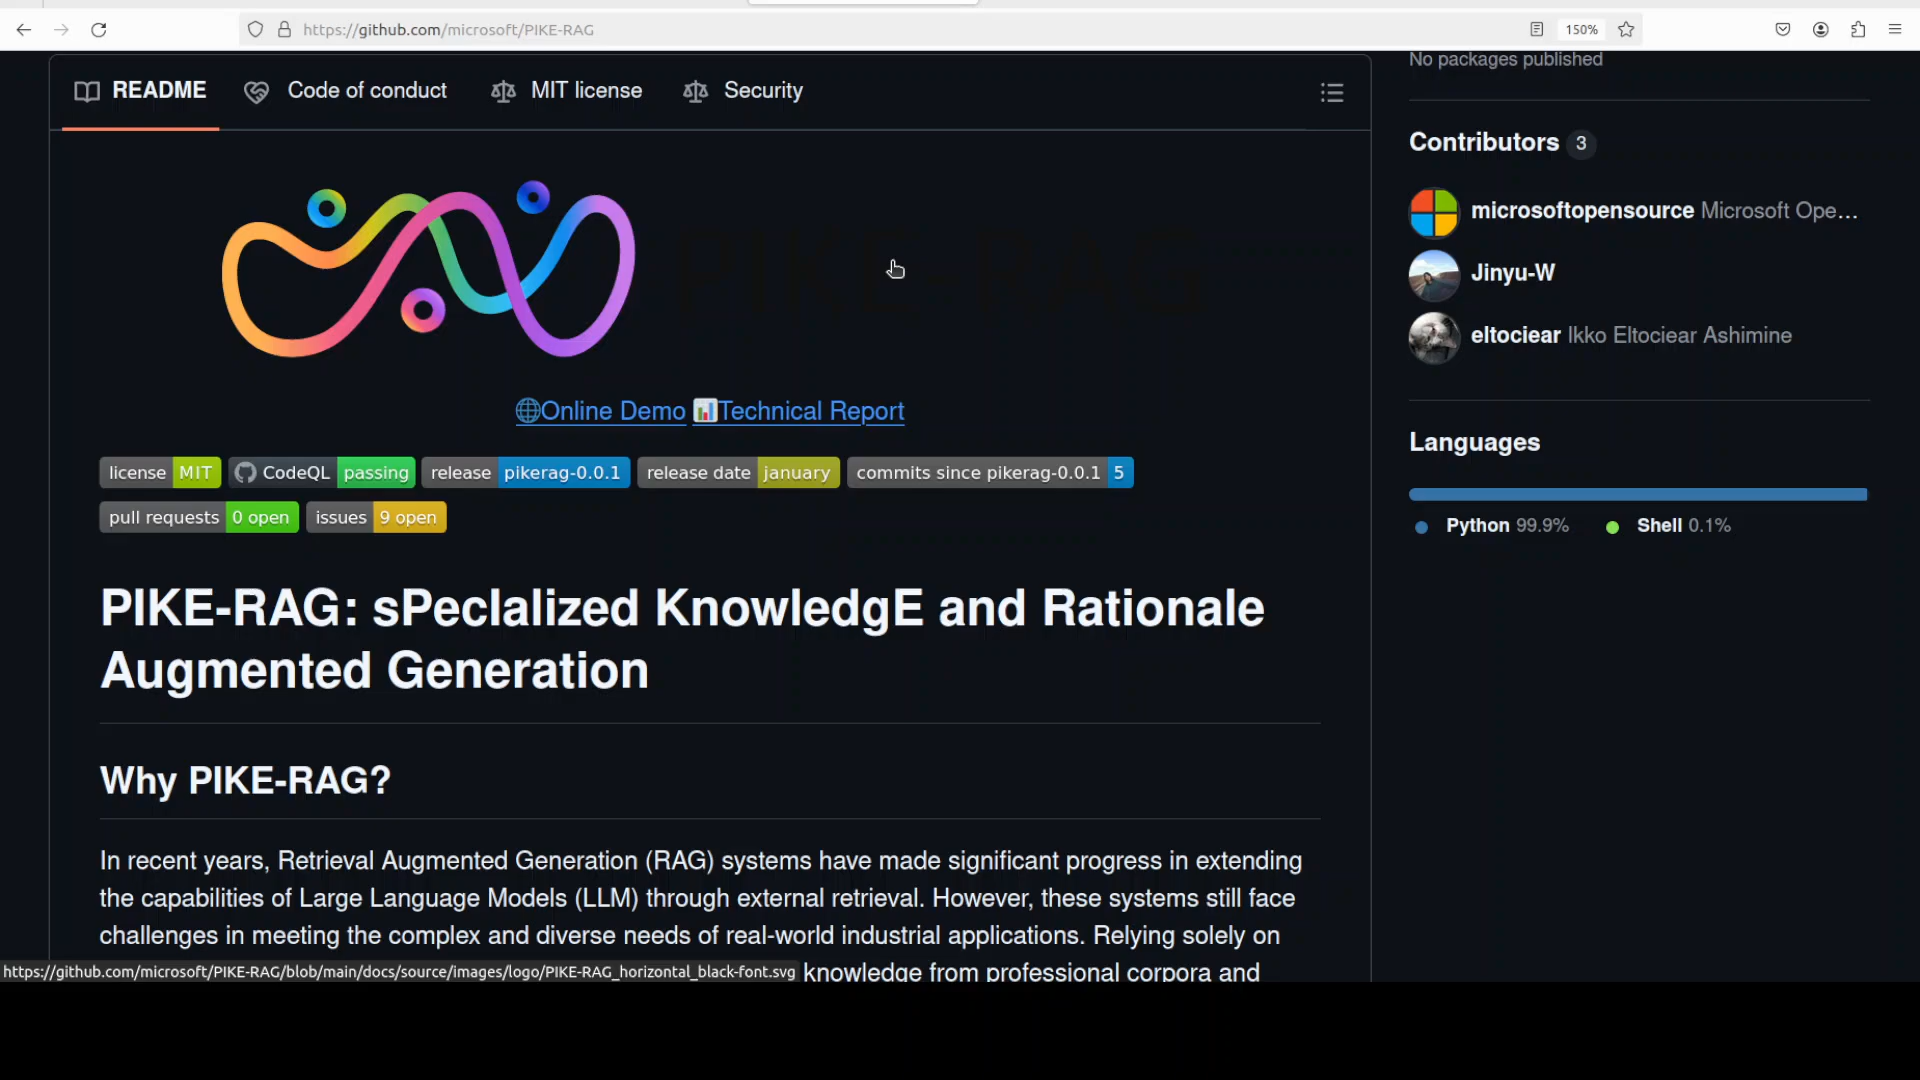 https://github.com/microsoft/PIKE-RAG
150%
README
Code of conduct
MIT license
Security
PIKE-RAG
🌐Online Demo 📊Technical Report
license MIT
CodeQL passing
release pikerag-0.0.1
release date january
commits since pikerag-0.0.1 5
pull requests 0 open
issues 9 open
PIKE-RAG: sPecIalized KnowledgE and Rationale
Augmented Generation
Why PIKE-RAG?
In recent years, Retrieval Augmented Generation (RAG) systems have made significant progress in extending
the capabilities of Large Language Models (LLM) through external retrieval. However, these systems still face
challenges in meeting the complex and diverse needs of real-world industrial applications. Relying solely on
knowledge from professional corpora and
https://github.com/microsoft/PIKE-RAG/blob/main/docs/source/images/logo/PIKE-RAG_horizontal_black-font.svg
No packages published
Contributors 3
microsoftopensource Microsoft Ope...
Jinyu-W
eltociear Ikko Eltociear Ashimine
Languages
Python 99.9%
Shell 0.1%